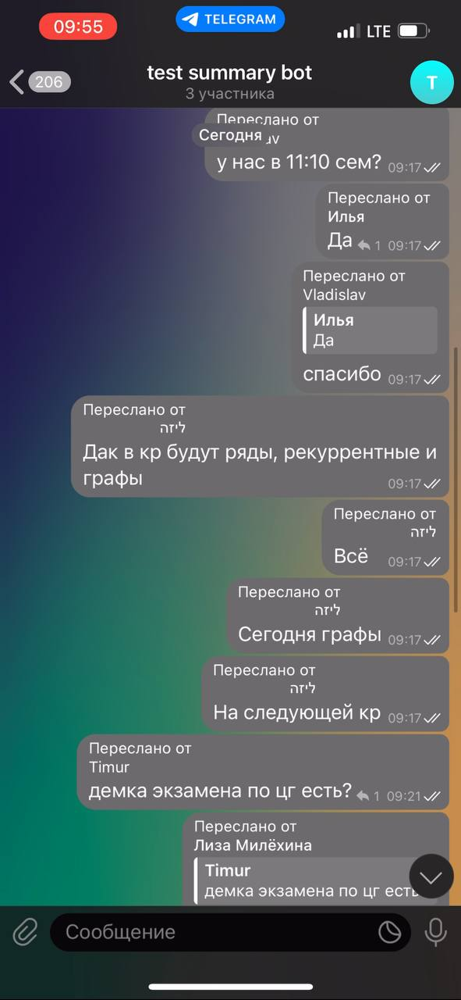 09:55
TELEGRAM
LTE
206
test summary bot
3 участника
T
Переслано от
Сегодня
av
у нас в 11:10 сем? 09:17
Переслано от
Илья
Да 1 09:17
Переслано от
Vladislav
Илья
Да
спасибо 09:17
Переслано от
ליזה
Дак в кр будут ряды, рекуррентные и
графы 09:17
Переслано от
ליזה
Всё 09:17
Переслано от
ליזה
Сегодня графы 09:17
Переслано от
ליזה
На следующей кр 09:17
Переслано от
Timur
демка экзамена по цг есть? 1 09:21
Переслано от
Лиза Милёхина
Timur
демка экзамена по цг есть
Сообщение